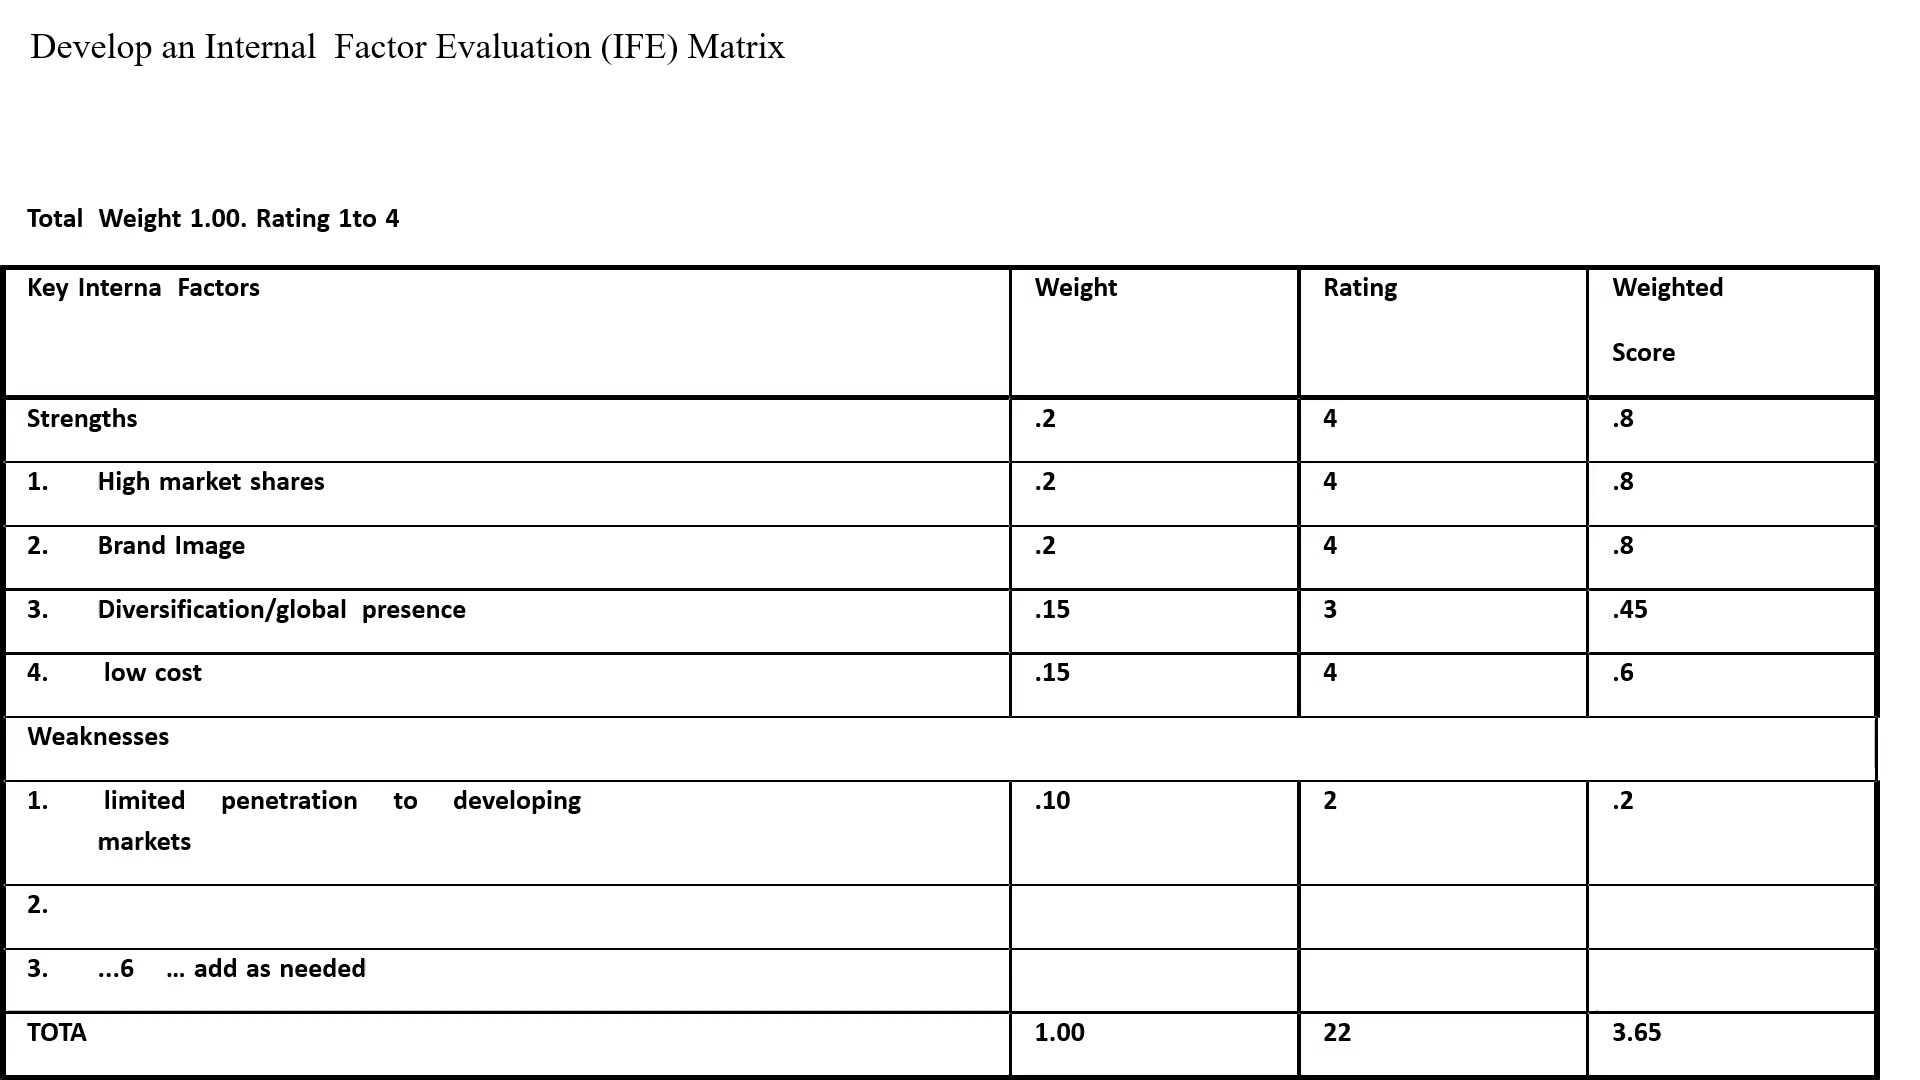 Develop an Internal Factor Evaluation (IFE) Matrix
Total Weight 1.00. Rating 1to 4
Key Interna Factors Weight Rating Weighted
Score
Strengths .2 4 .8
1. High market shares .2 4 .8
2. Brand Image .2 4 .8
3. Diversification/global presence .15 3 .45
4. low cost .15 4 .6
Weaknesses
1. limited penetration to developing .10 2 .2
markets
2.
3. ...6 ... add as needed
TOTA 1.00 22 3.65